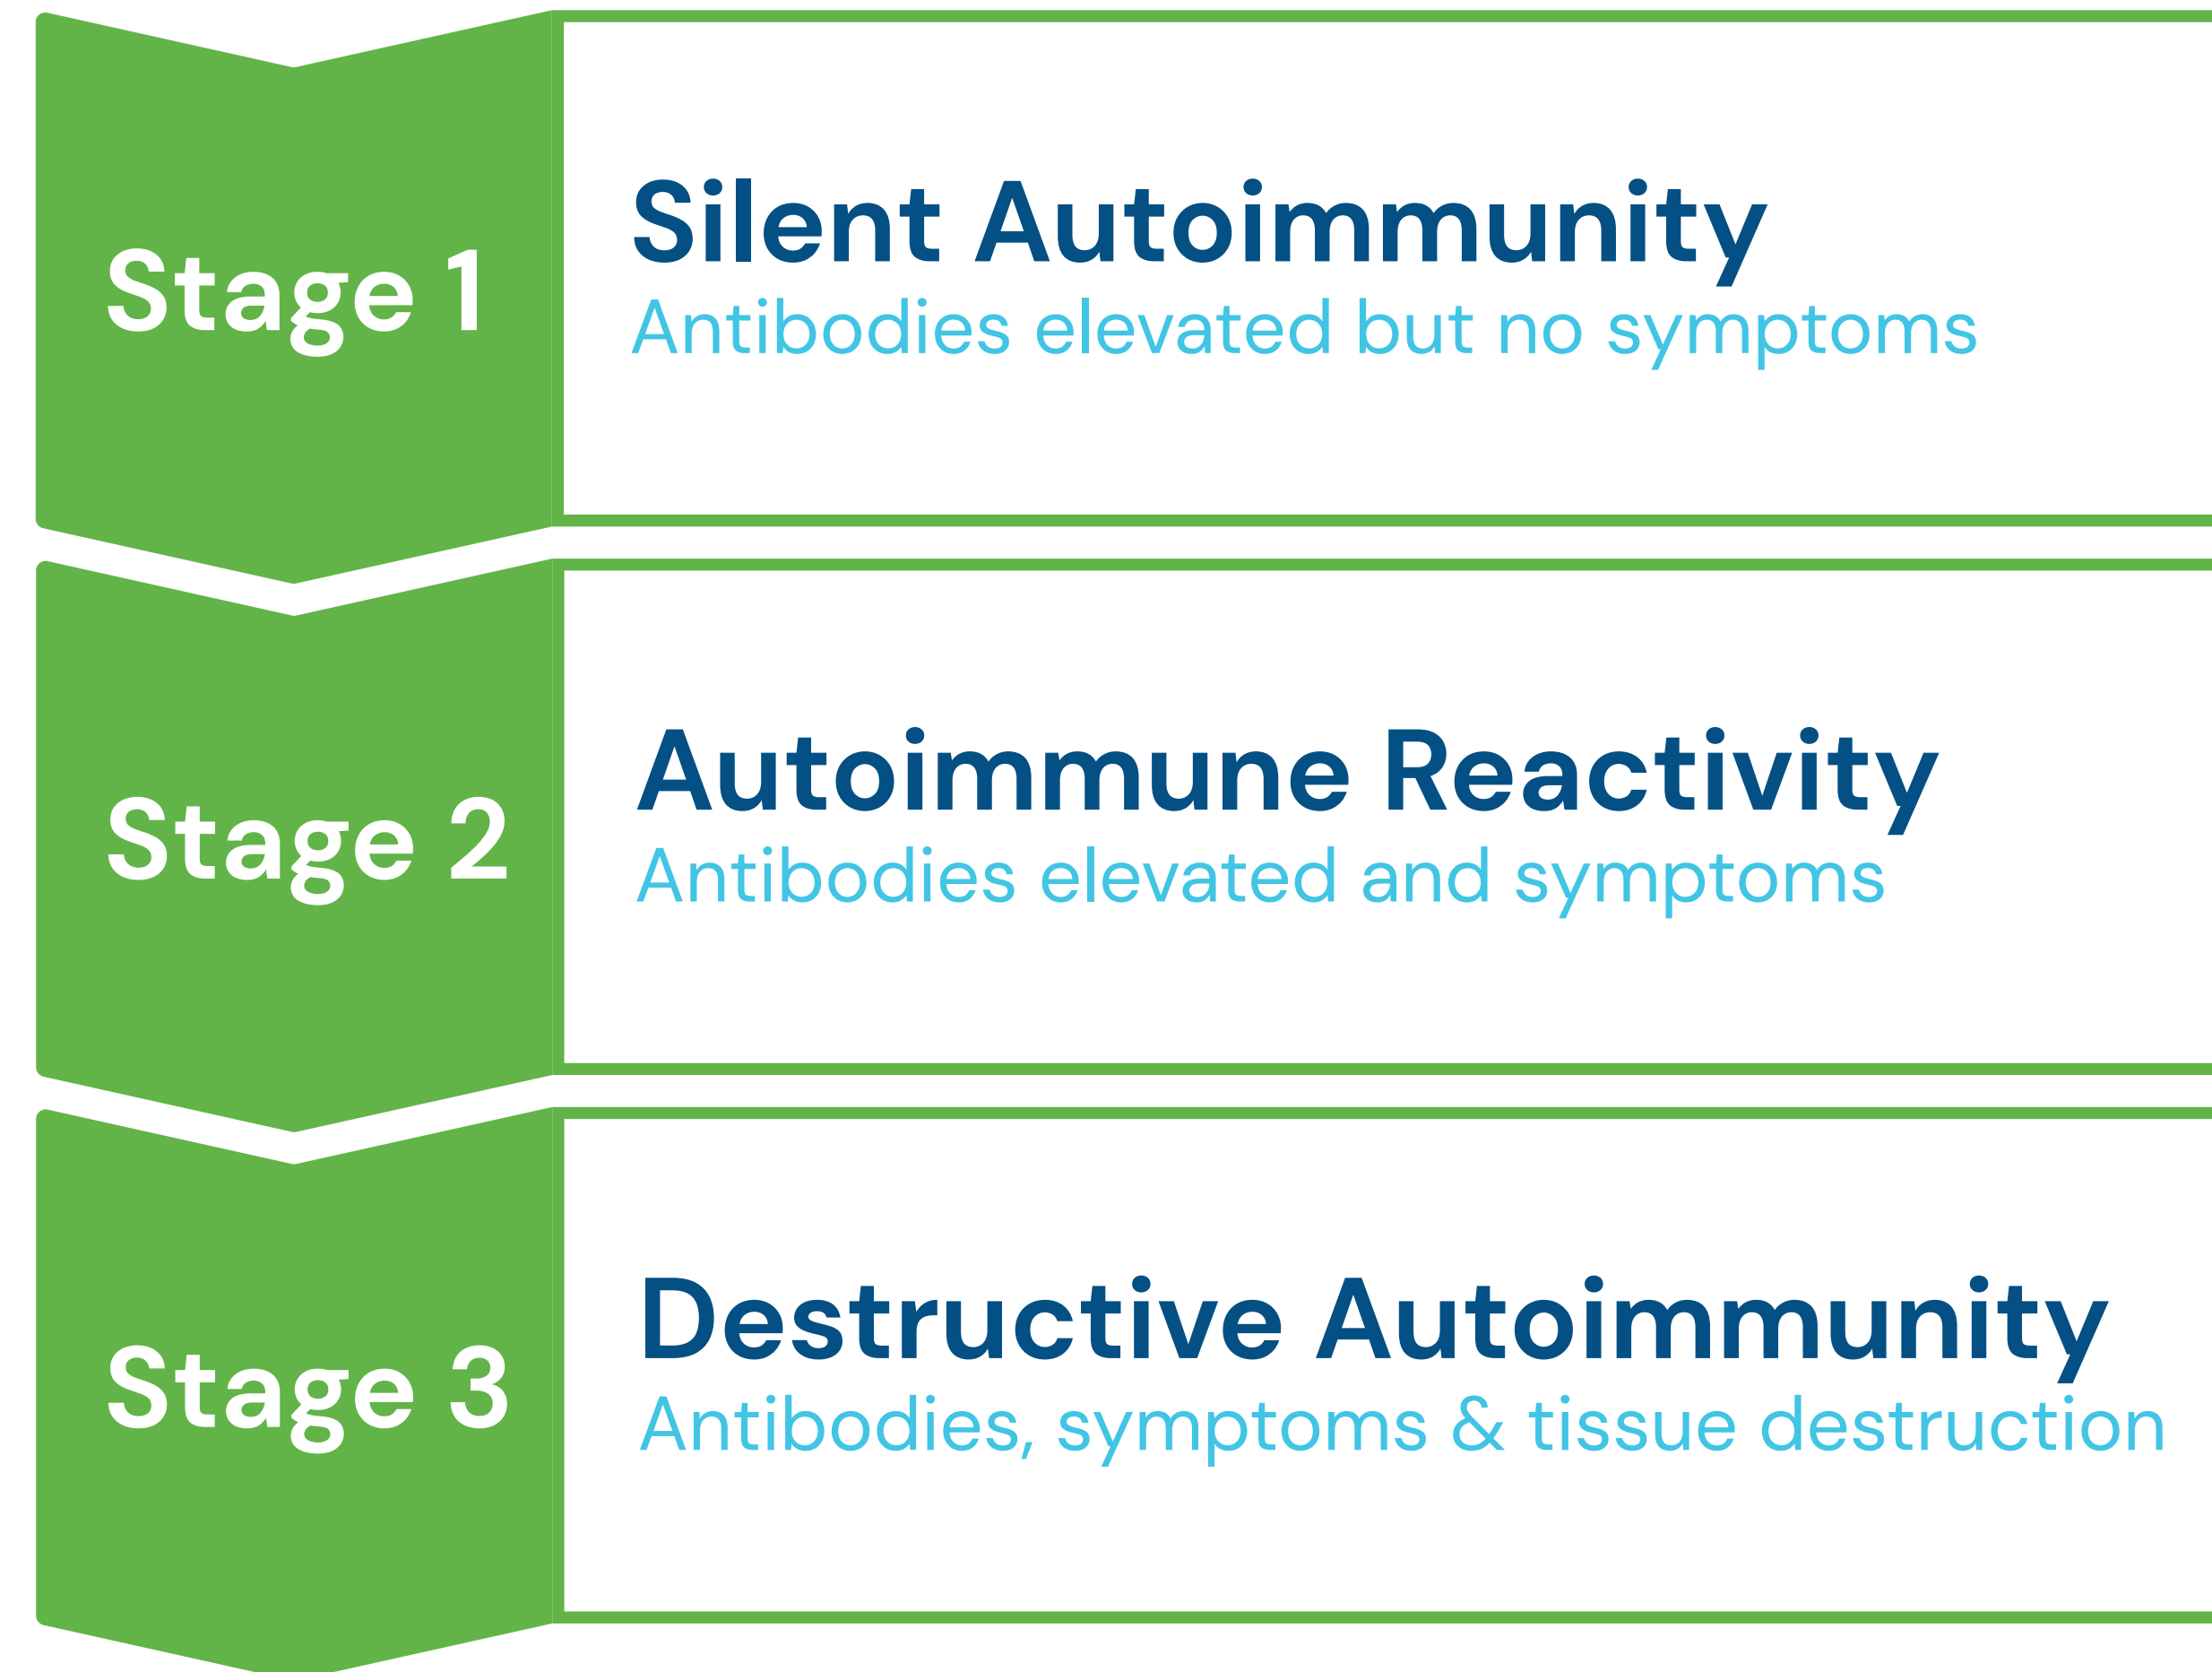 Stage 1
Silent Autoimmunity
Antibodies elevated but no symptoms
Stage 2
Autoimmune Reactivity
Antibodies elevated and symptoms
Stage 3
Destructive Autoimmunity
Antibodies, symptoms & tissue destruction